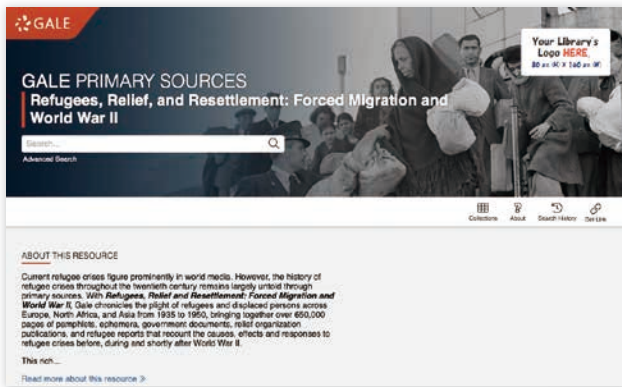 GALE
Your Library's
Logo HERE
GALE PRIMARY SOURCES
Refugees, Relief, and Resettlement: Forced Migration and
World War II
Search...
Advanced Search
Collections About Search History Get Link
ABOUT THIS RESOURCE
Current refugee crises figure prominently in world media. However, the history of
refugee crises throughout the twentieth century remains largely untold through
primary sources. With Refugees, Relief and Resettlement: Forced Migration and
World War II, Gale chronicles the plight of refugees and displaced persons across
Europe, North Africa, and Asia from 1935 to 1950, bringing together over 650,000
pages of pamphlets, ephemera, government documents, relief organization
publications, and refugee reports that recount the causes, effects and responses to
refugee crises before, during and shortly after World War II.
This rich...
Read more about this resource